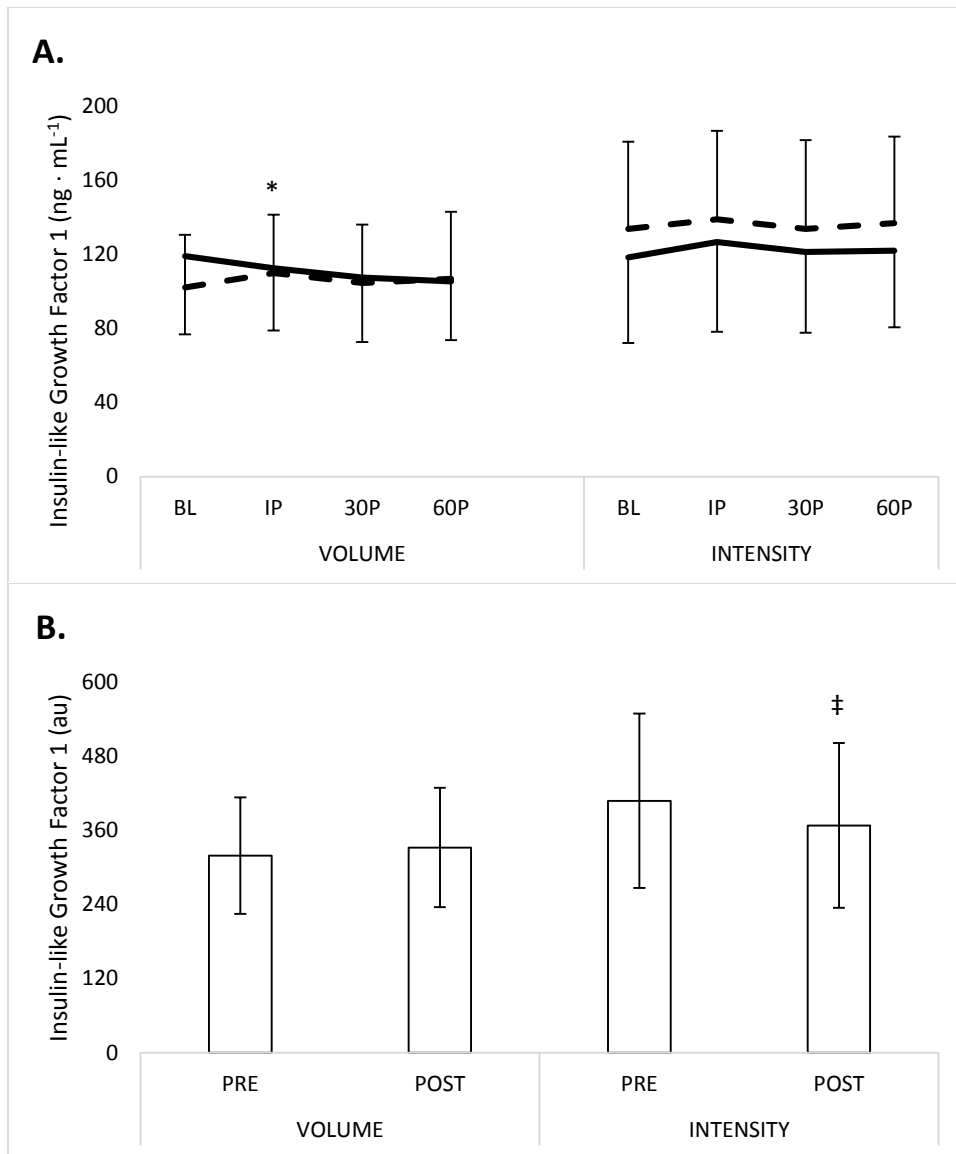 A.
Insulin-like Growth Factor 1 (ng · mL⁻¹)
200
160
120
80
40
0
*
BL IP 30P 60P BL IP 30P 60P
VOLUME INTENSITY
B.
Insulin-like Growth Factor 1 (au)
600
480
360
240
120
0
‡
PRE POST PRE POST
VOLUME INTENSITY